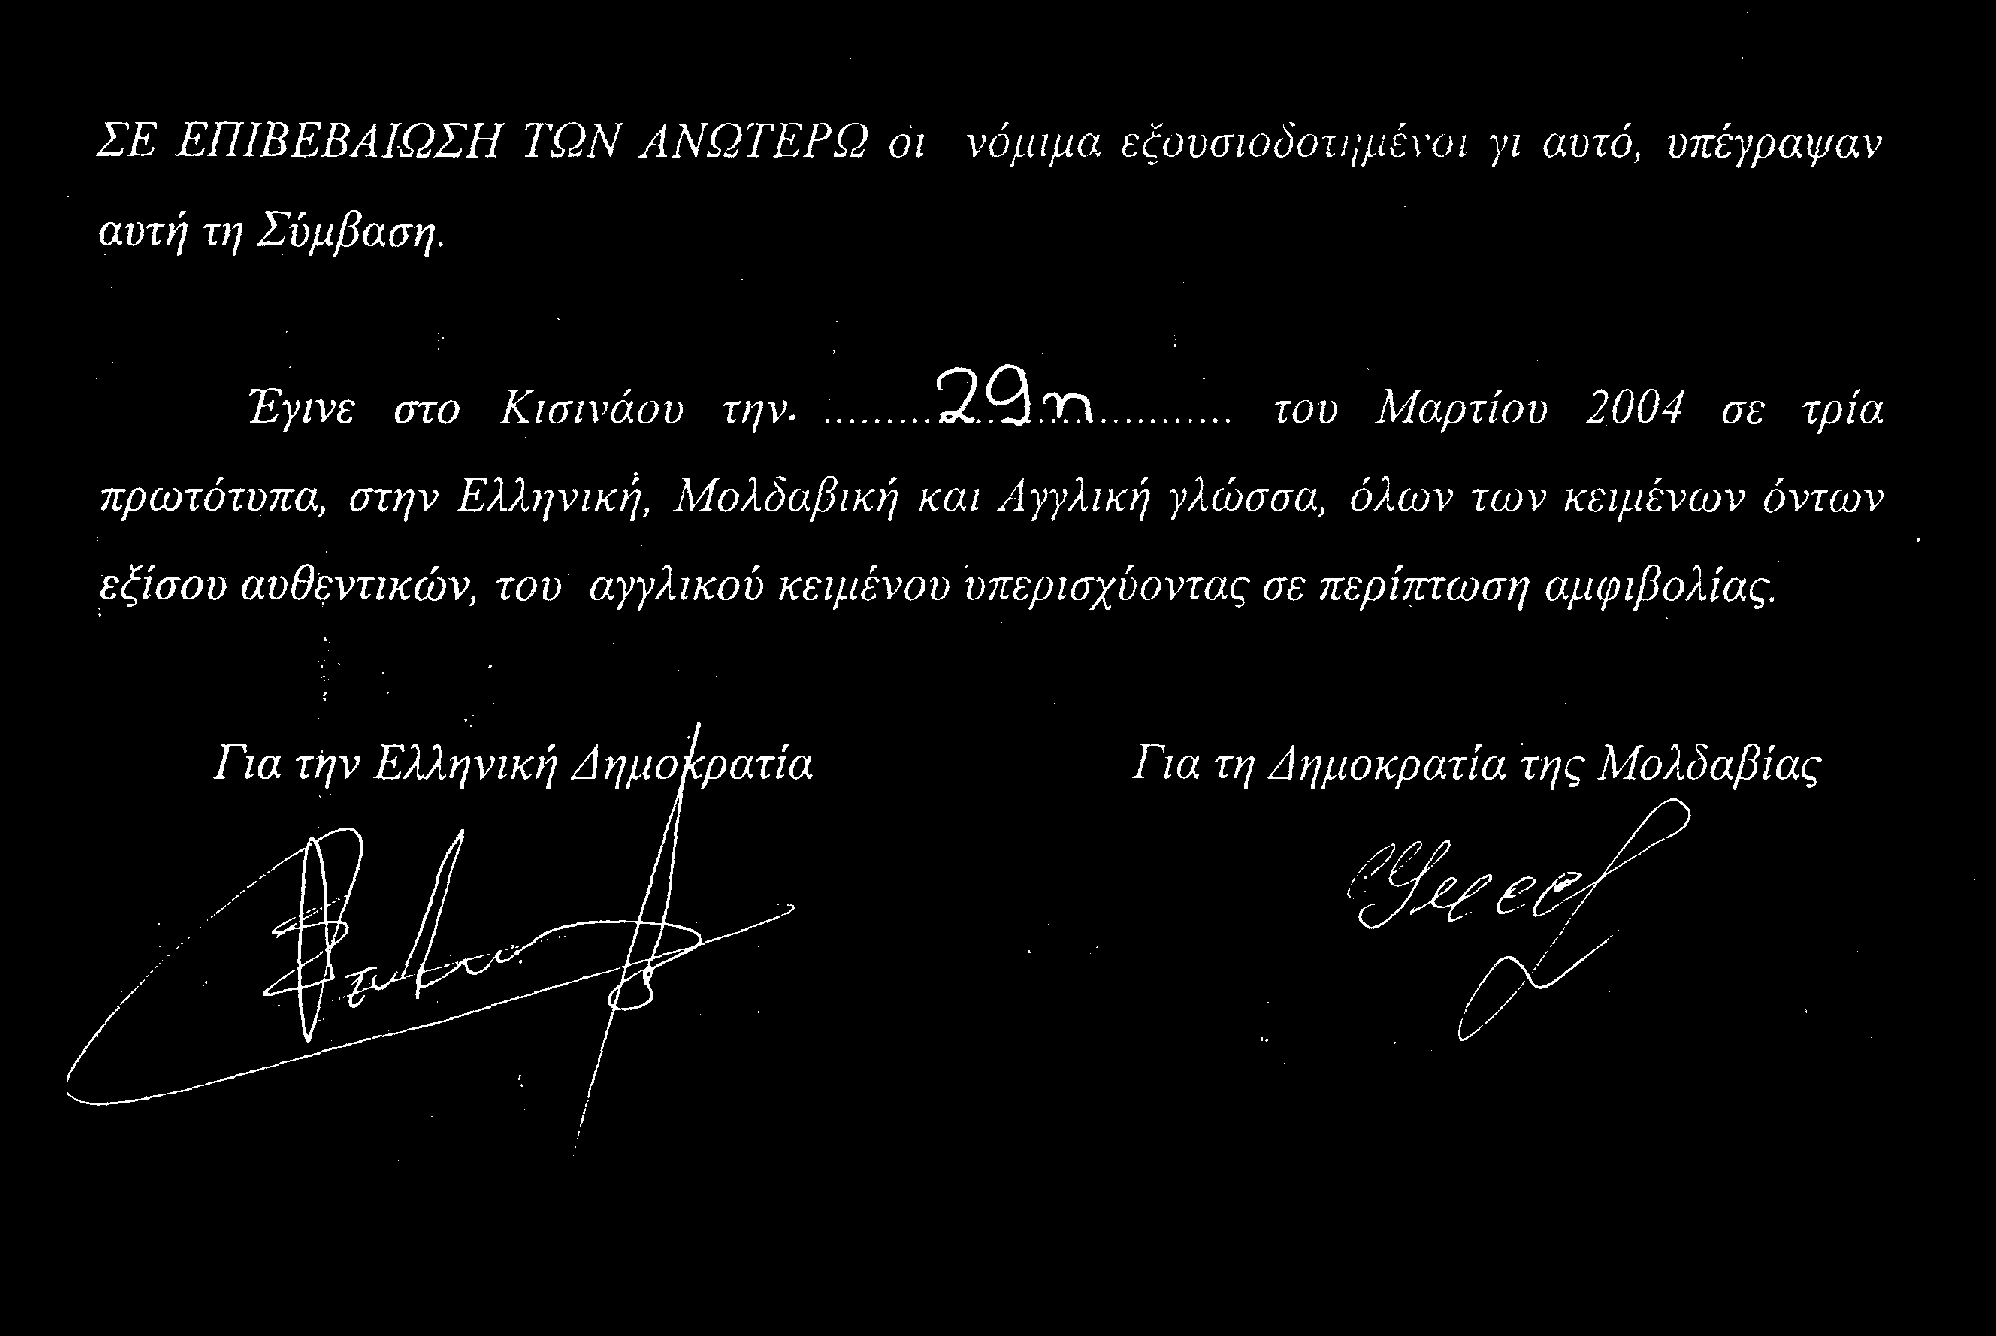 ΣΕ ΕΠΙΒΕΒΑΙΩΣΗ ΤΩΝ ΑΝΩΤΕΡΩ οι νόμιμα εξουσιοδοτημένοι γι αυτό, υπέγραψαν
αυτή τη Σύμβαση.
Έγινε στο Κισινάου την. .........29η............ του Μαρτίου 2004 σε τρία
πρωτότυπα, στην Ελληνική, Μολδαβική και Αγγλική γλώσσα, όλων των κειμένων όντων
εξίσου αυθεντικών, του αγγλικού κειμένου υπερισχύοντας σε περίπτωση αμφιβολίας.
Για την Ελληνική Δημοκρατία
Για τη Δημοκρατία της Μολδαβίας